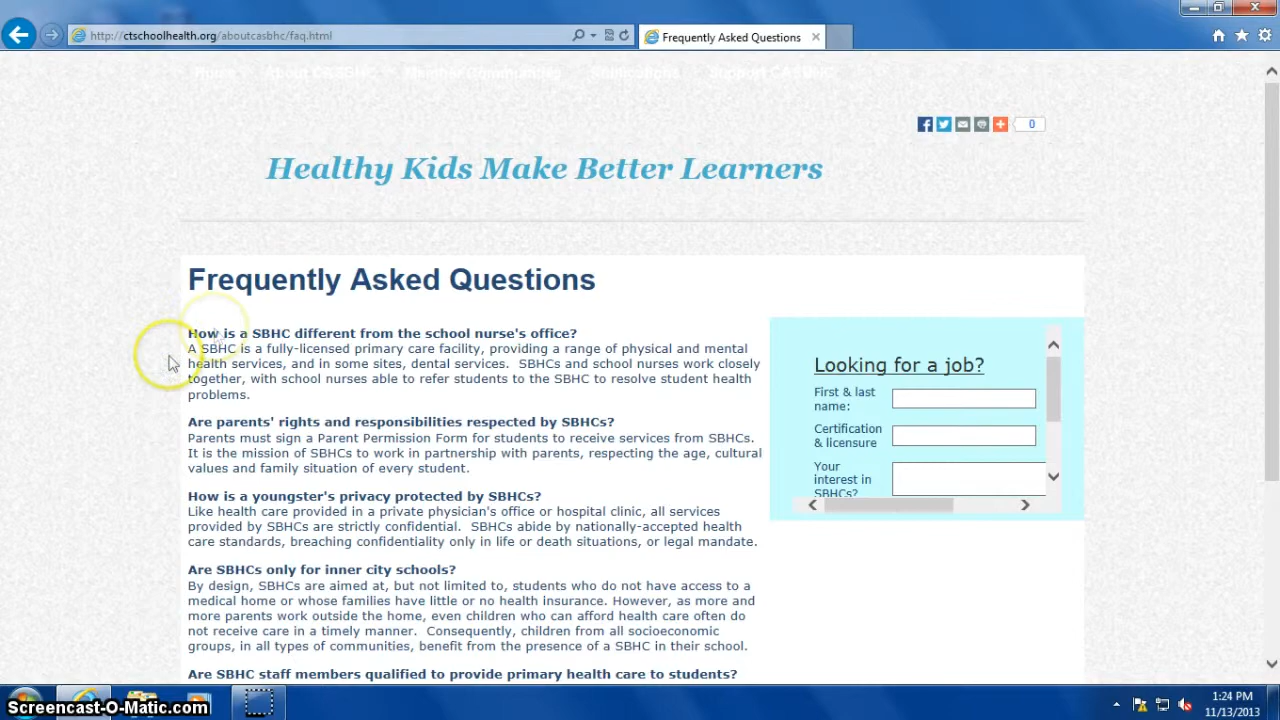 http://ctschoolhealth.org/aboutcasbhc/faq.html
Frequently Asked Questions
Home
About CASBHC
Member Community
Publications
Support CASBHC
0
Healthy Kids Make Better Learners
Frequently Asked Questions
How is a SBHC different from the school nurse's office?
A SBHC is a fully-licensed primary care facility, providing a range of physical and mental
health services, and in some sites, dental services. SBHCs and school nurses work closely
together, with school nurses able to refer students to the SBHC to resolve student health
problems.
Are parents' rights and responsibilities respected by SBHCs?
Parents must sign a Parent Permission Form for students to receive services from SBHCs.
It is the mission of SBHCs to work in partnership with parents, respecting the age, cultural
values and family situation of every student.
How is a youngster's privacy protected by SBHCs?
Like health care provided in a private physician's office or hospital clinic, all services
provided by SBHCs are strictly confidential. SBHCs abide by nationally-accepted health
care standards, breaching confidentiality only in life or death situations, or legal mandate.
Are SBHCs only for inner city schools?
By design, SBHCs are aimed at, but not limited to, students who do not have access to a
medical home or whose families have little or no health insurance. However, as more and
more parents work outside the home, even children who can afford health care often do
not receive care in a timely manner. Consequently, children from all socioeconomic
groups, in all types of communities, benefit from the presence of a SBHC in their school.
Are SBHC staff members qualified to provide primary health care to students?
Looking for a job?
First & last
name:
Certification
& licensure
Your
interest in
SBHCs?
Screencast-O-Matic.com
1:24 PM
11/13/2013